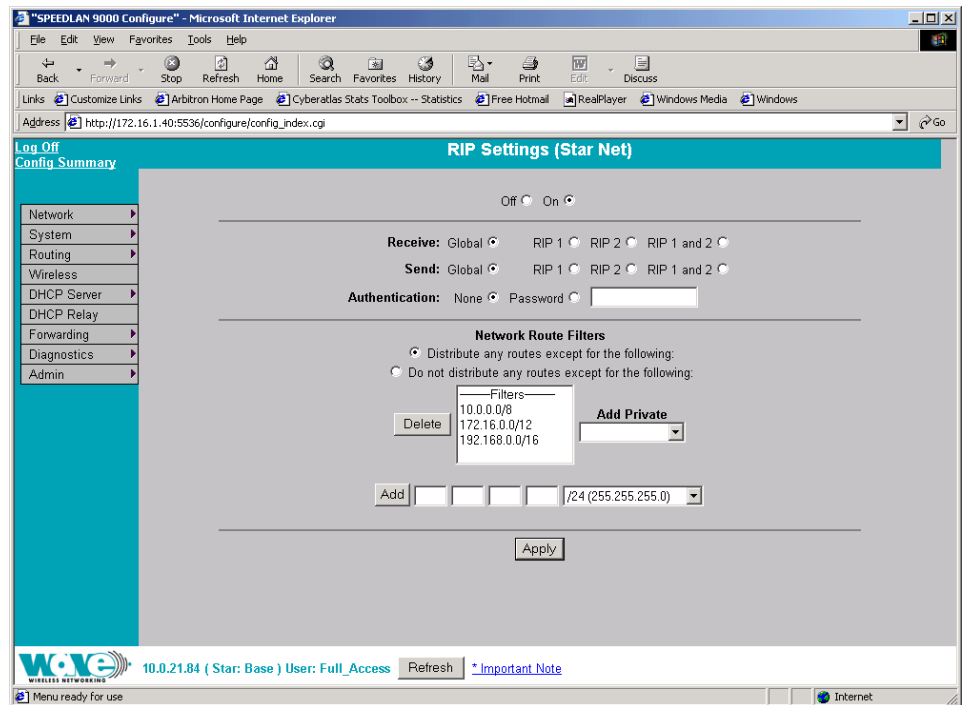 "SPEEDLAN 9000 Configure" - Microsoft Internet Explorer
File Edit View Favorites Tools Help
Back Forward Stop Refresh Home Search Favorites History Mail Print Edit Discuss
Links Customize Links Arbitron Home Page Cyberatlas Stats Toolbox -- Statistics Free Hotmail RealPlayer Windows Media Windows
Address http://172.16.1.40:5536/configure/config_index.cgi Go
Log Off
Config Summary
RIP Settings (Star Net)
Network
System
Routing
Wireless
DHCP Server
DHCP Relay
Forwarding
Diagnostics
Admin
Off On
Receive: Global RIP 1 RIP 2 RIP 1 and 2
Send: Global RIP 1 RIP 2 RIP 1 and 2
Authentication: None Password
Network Route Filters
Distribute any routes except for the following:
Do not distribute any routes except for the following:
Delete
-----Filters-----
10.0.0.0/8
172.16.0.0/12
192.168.0.0/16
Add Private
Add /24 (255.255.255.0)
Apply
WAVE
WIRELESS NETWORKING
10.0.21.84 ( Star: Base ) User: Full_Access Refresh * Important Note
Menu ready for use Internet